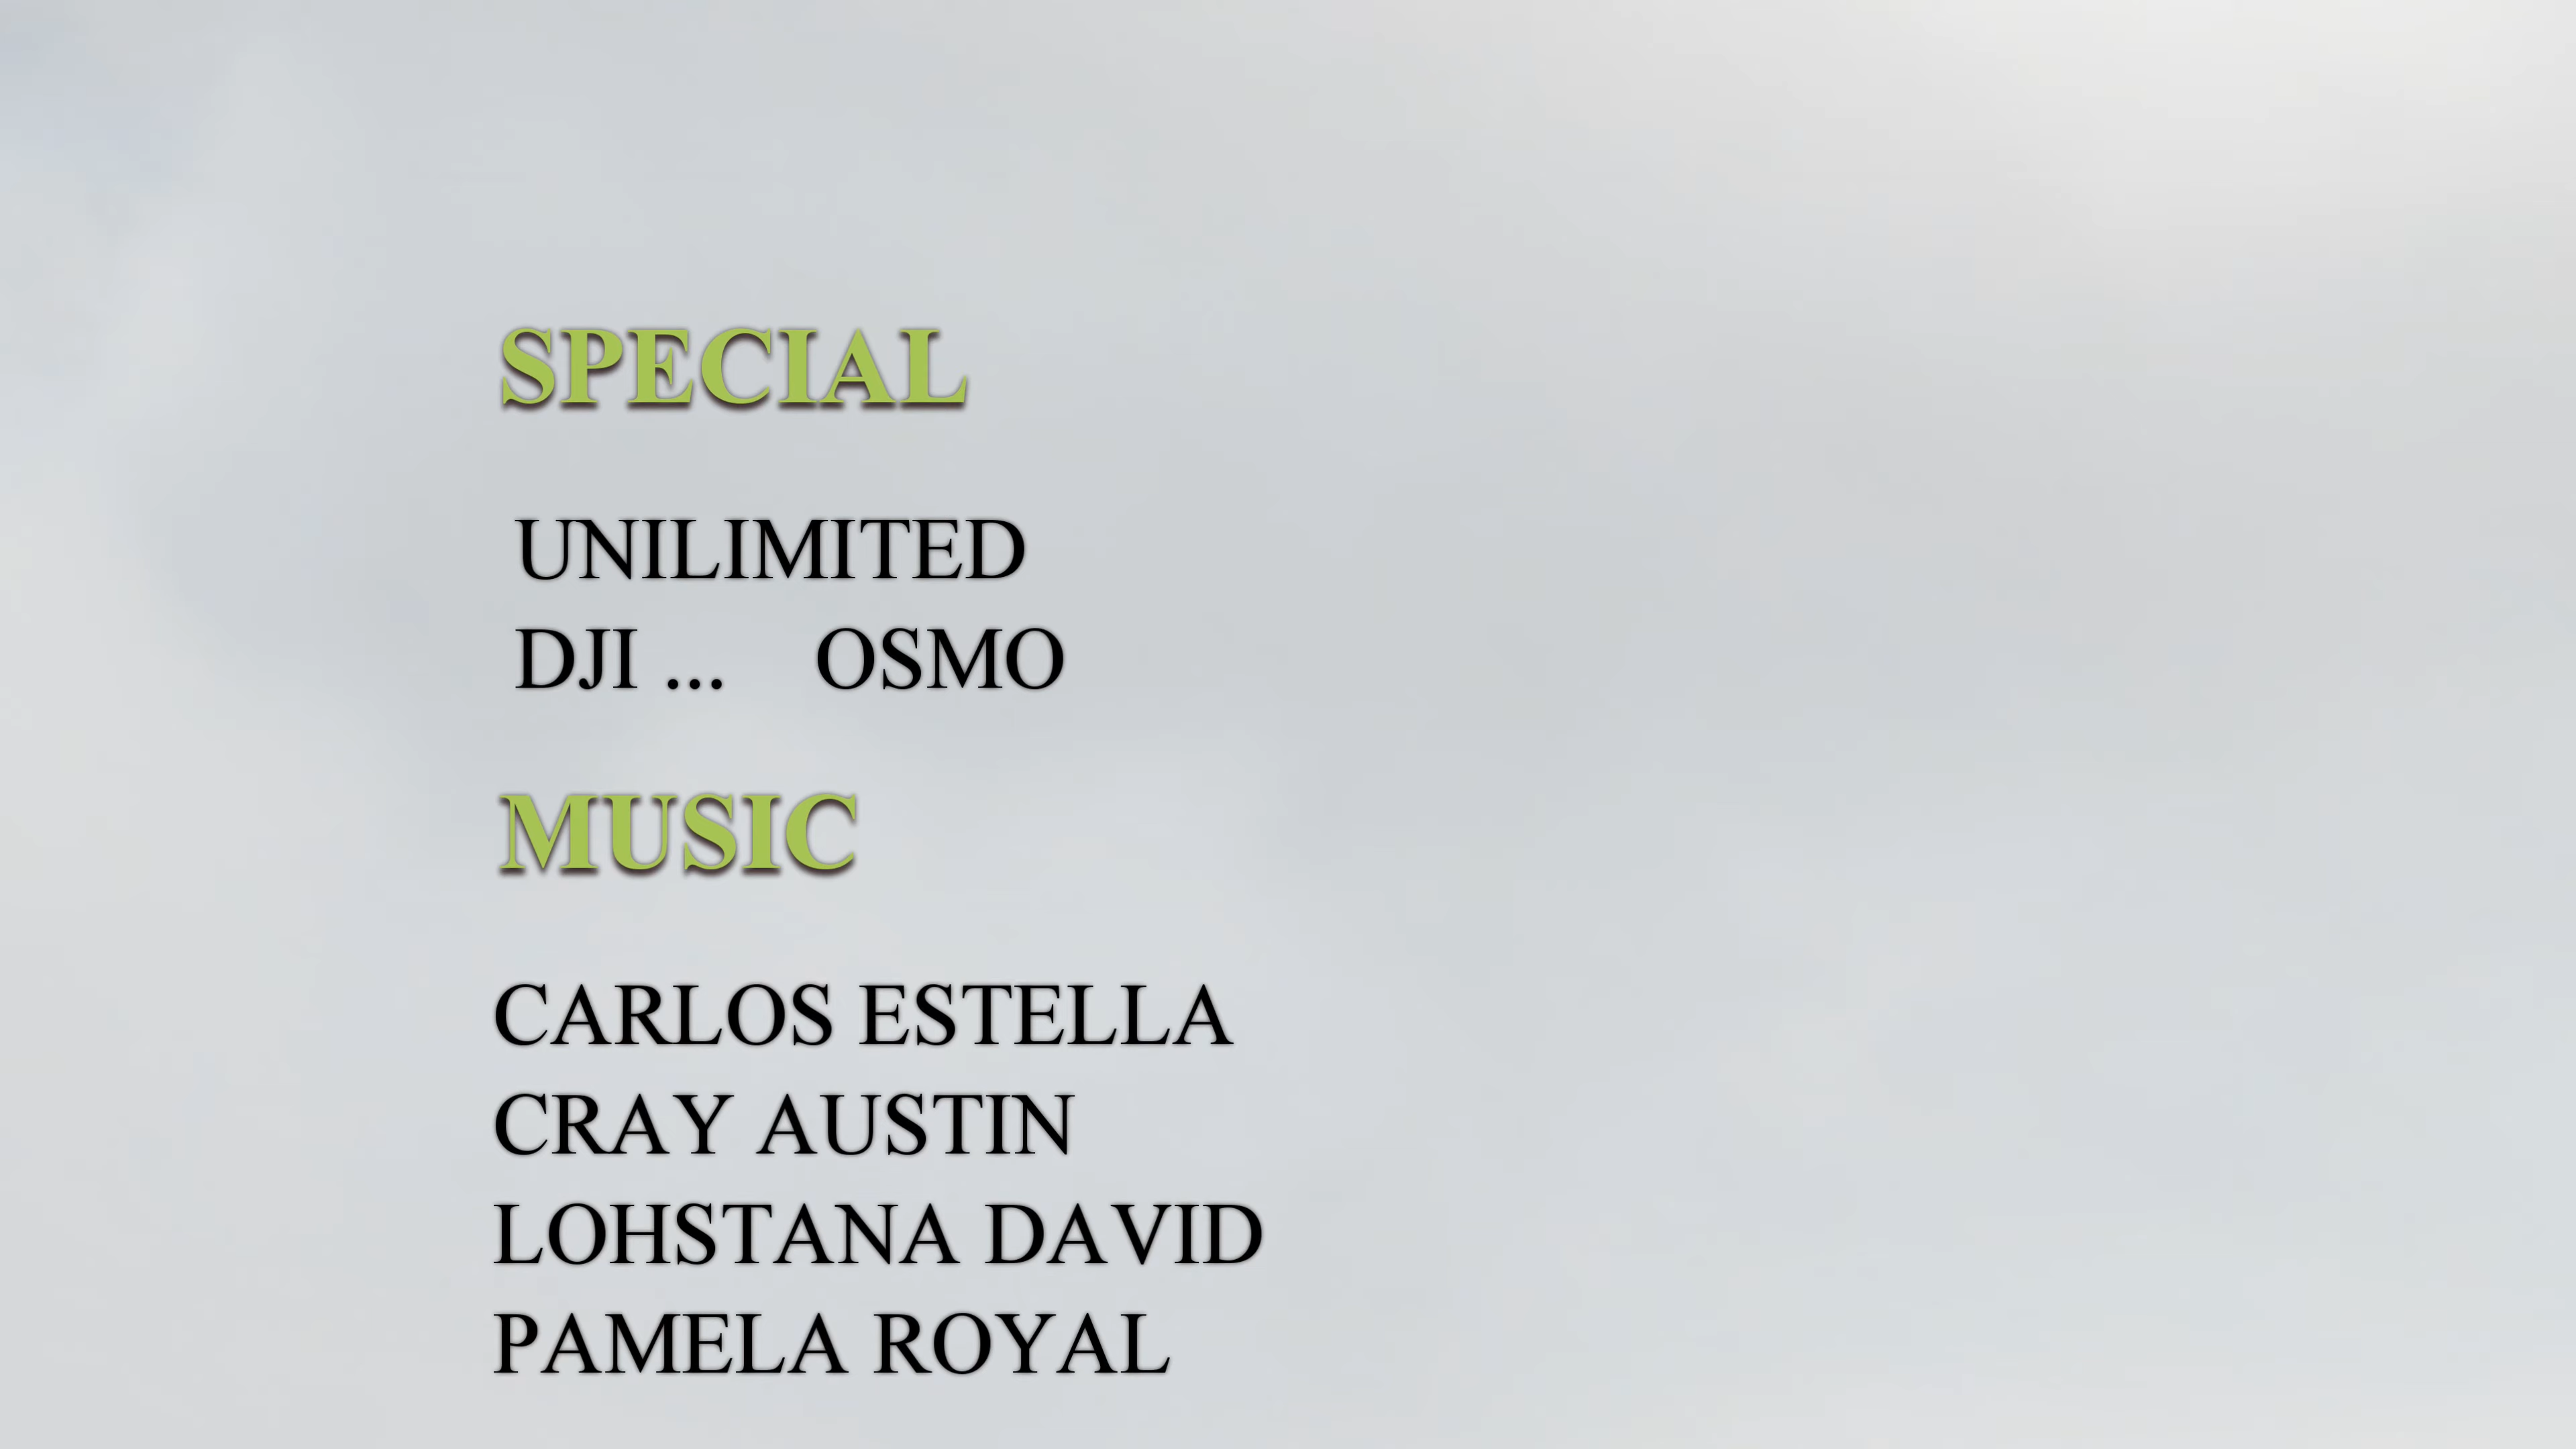 SPECIAL
UNILIMITED
DJI ... OSMO
MUSIC
CARLOS ESTELLA
CRAY AUSTIN
LOHSTANA DAVID
PAMELA ROYAL